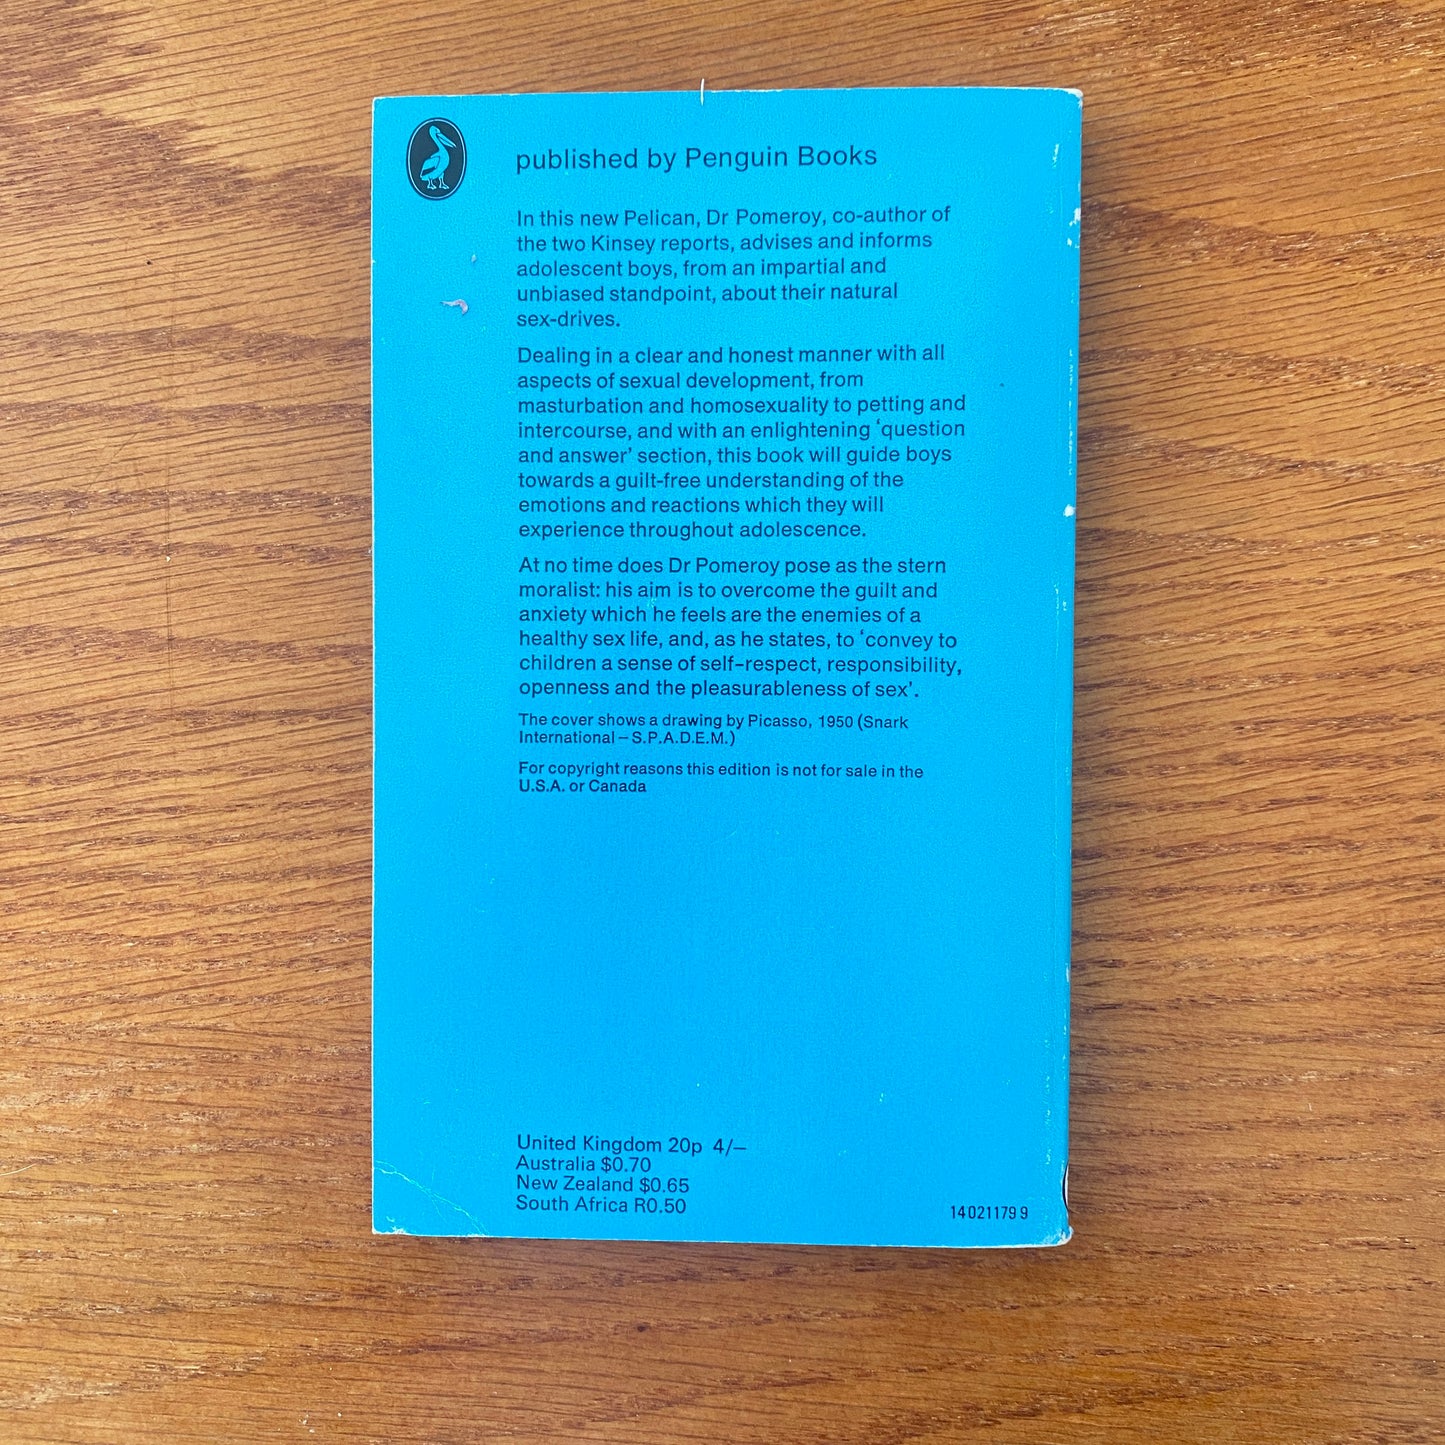 published by Penguin Books
In this new Pelican, Dr Pomeroy, co-author of
the two Kinsey reports, advises and informs
adolescent boys, from an impartial and
unbiased standpoint, about their natural
sex-drives.
Dealing in a clear and honest manner with all
aspects of sexual development, from
masturbation and homosexuality to petting and
intercourse, and with an enlightening ‘question
and answer’ section, this book will guide boys
towards a guilt-free understanding of the
emotions and reactions which they will
experience throughout adolescence.
At no time does Dr Pomeroy pose as the stern
moralist: his aim is to overcome the guilt and
anxiety which he feels are the enemies of a
healthy sex life, and, as he states, to ‘convey to
children a sense of self-respect, responsibility,
openness and the pleasurableness of sex’.
The cover shows a drawing by Picasso, 1950 (Snark
International – S.P.A.D.E.M.)
For copyright reasons this edition is not for sale in the
U.S.A. or Canada
United Kingdom 20p 4/–
Australia $0.70
New Zealand $0.65
South Africa R0.50
14 021179 9